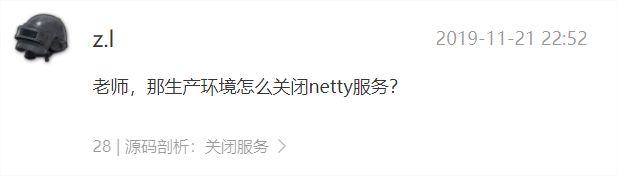 z.l
2019-11-21 22:52
老师，那生产环境怎么关闭netty服务？
28 | 源码剖析：关闭服务 >